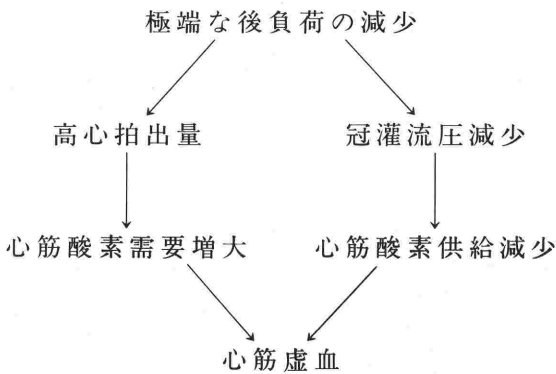 極端な後負荷の減少
高心拍出量
冠灌流圧減少
心筋酸素需要増大
心筋酸素供給減少
心筋虚血